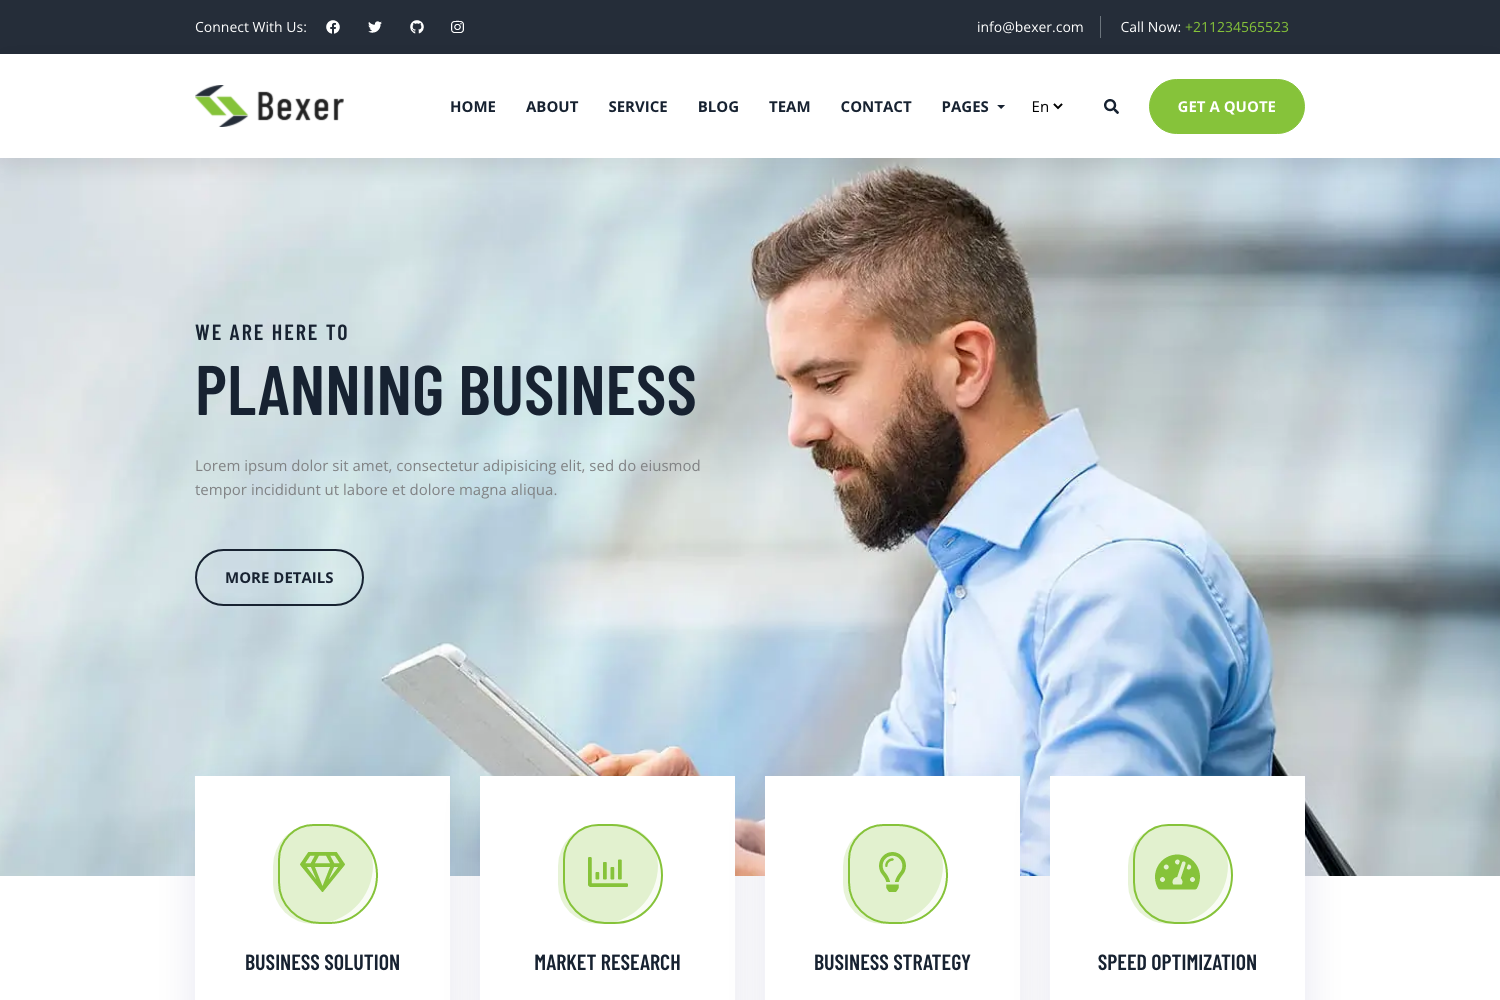 Connect With Us:
info@bexer.com
Call Now: +211234565523
Bexer
HOME ABOUT SERVICE BLOG TEAM CONTACT PAGES En
GET A QUOTE
WE ARE HERE TO
PLANNING BUSINESS
Lorem ipsum dolor sit amet, consectetur adipisicing elit, sed do eiusmod
tempor incididunt ut labore et dolore magna aliqua.
MORE DETAILS
BUSINESS SOLUTION
MARKET RESEARCH
BUSINESS STRATEGY
SPEED OPTIMIZATION